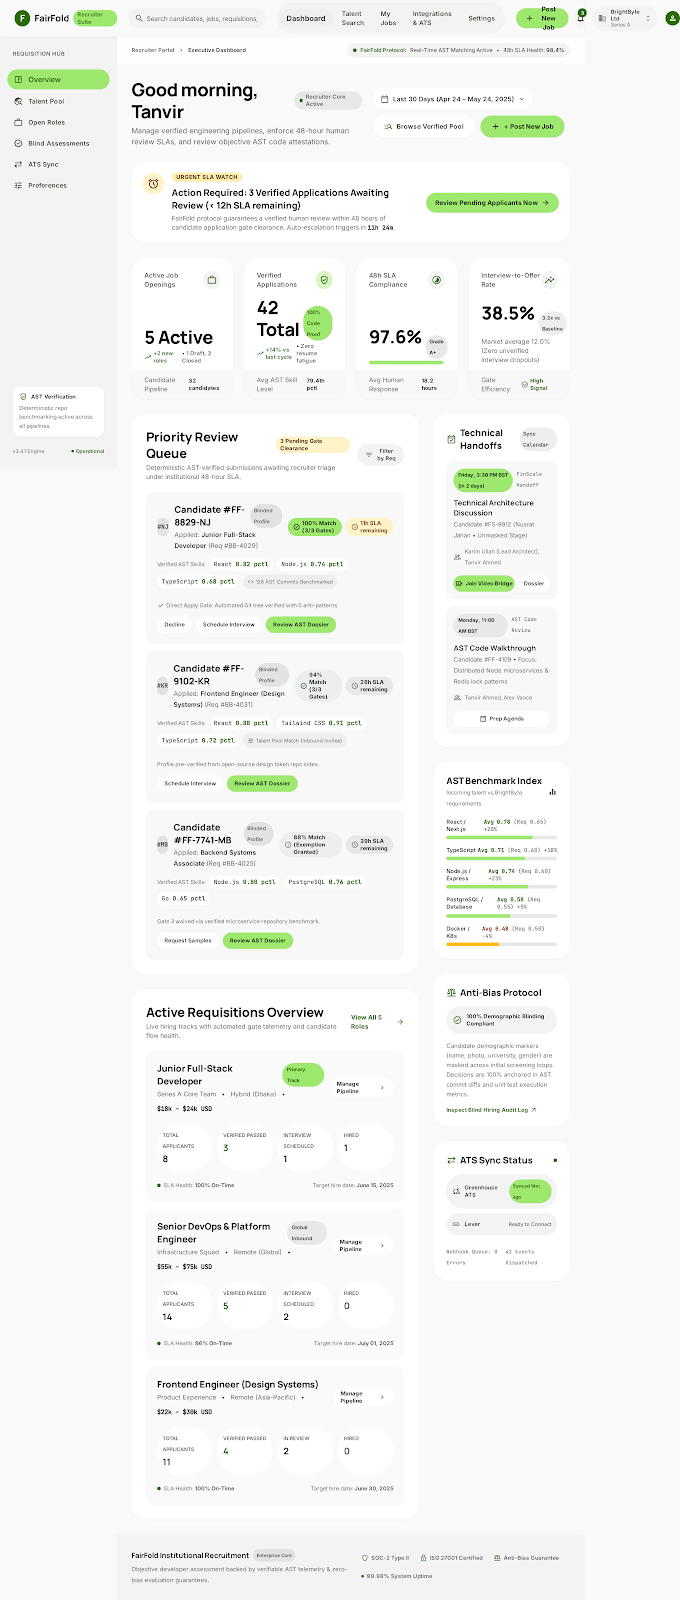 F FairFold Recruiter Suite
Search candidates, jobs, requisitions,
Dashboard
Talent Search
My Jobs
Integrations & ATS
Settings
Post New Job
3
BrightByte Ltd
Series A
REQUISITION HUB
Overview
Talent Pool
Open Roles
Blind Assessments
ATS Sync
Preferences
AST Verification
Deterministic repo
benchmarking active across
all pipelines.
v3.4.1 Engine
Operational
Recruiter Portal > Executive Dashboard
FairFold Protocol: Real-Time AST Matching Active • 48h SLA Health: 98.4%
Good morning,
Tanvir
Recruiter Core
Active
Manage verified engineering pipelines, enforce 48-hour human
review SLAs, and review objective AST code attestations.
Last 30 Days (Apr 24 – May 24, 2025)
Browse Verified Pool
+ Post New Job
URGENT SLA WATCH
Action Required: 3 Verified Applications Awaiting
Review (< 12h SLA remaining)
FairFold protocol guarantees a verified human review within 48 hours of
candidate application gate clearance. Auto-escalation triggers in 11h 24m.
Review Pending Applicants Now →
Active Job
Openings
5 Active
+2 new
roles
• 1 Draft, 2
Closed
Candidate
Pipeline
32
candidates
Verified
Applications
42
Total
100%
Code
Proof
+14% vs
last cycle
• Zero
resume
fatigue
Avg AST Skill
Level
79.4th
pctl
48h SLA
Compliance
97.6%
Grade
A+
Avg Human
Response
18.2
hours
Interview-to-Offer
Rate
38.5%
3.2x vs
Baseline
Market average 12.0%
(Zero unverified
interview dropouts)
Gate
Efficiency
High
Signal
Priority Review
Queue
3 Pending Gate
Clearance
Filter
by Req
Deterministic AST-verified submissions awaiting recruiter triage
under institutional 48-hour SLA.
#NJ
Candidate #FF-
8829-NJ
Blinded
Profile
100% Match
(3/3 Gates)
11h SLA
remaining
Applied: Junior Full-Stack
Developer (Req #BB-4029)
Verified AST Skills: React 0.82 pctl Node.js 0.74 pctl
TypeScript 0.68 pctl <> 128 AST Commits Benchmarked
Direct Apply Gate: Automated Git tree verified with 0 anti-patterns
Decline
Schedule Interview
Review AST Dossier
#KR
Candidate #FF-
9102-KR
Blinded
Profile
94%
Match
(3/3
Gates)
26h SLA
remaining
Applied: Frontend Engineer (Design
Systems) (Req #BB-4031)
Verified AST Skills: React 0.88 pctl Tailwind CSS 0.91 pctl
TypeScript 0.72 pctl Talent Pool Match (Inbound Invited)
Profile pre-verified from open-source design token repo index.
Schedule Interview
Review AST Dossier
#MB
Candidate
#FF-7741-MB
Blinded
Profile
88% Match
(Exemption
Granted)
39h SLA
remaining
Applied: Backend Systems
Associate (Req #BB-4025)
Verified AST Skills: Node.js 0.80 pctl PostgreSQL 0.76 pctl
Go 0.65 pctl
Gate 3 waived via verified microservice repository benchmark.
Request Samples
Review AST Dossier
Active Requisitions Overview
Live hiring tracks with automated gate telemetry and candidate
flow health.
View All 5
Roles →
Junior Full-Stack
Developer
Primary
Track
Manage
Pipeline >
Series A Core Team • Hybrid (Dhaka) •
$18k – $24k USD
TOTAL
APPLICANTS
8
VERIFIED PASSED
3
INTERVIEW
SCHEDULED
1
HIRED
1
SLA Health: 100% On-Time
Target hire date: June 15, 2025
Senior DevOps & Platform
Engineer
Global
Inbound
Manage
Pipeline >
Infrastructure Squad • Remote (Global) •
$55k – $75k USD
TOTAL
APPLICANTS
14
VERIFIED PASSED
5
INTERVIEW
SCHEDULED
2
HIRED
0
SLA Health: 96% On-Time
Target hire date: July 01, 2025
Frontend Engineer (Design Systems)
Manage
Pipeline >
Product Experience • Remote (Asia-Pacific) •
$22k – $30k USD
TOTAL
APPLICANTS
11
VERIFIED PASSED
4
IN REVIEW
2
HIRED
0
SLA Health: 100% On-Time
Target hire date: June 30, 2025
Technical
Handoffs
Sync
Calendar
Friday, 3:30 PM BST
(In 2 days)
FinScale
Handoff
Technical Architecture
Discussion
Candidate #FS-9912 (Nusrat
Jahan • Unmasked Stage)
Karim Ullah (Lead Architect),
Tanvir Ahmed
Join Video Bridge
Dossier
Monday, 11:00
AM BST
AST Code
Review
AST Code Walkthrough
Candidate #FF-4109 • Focus:
Distributed Node microservices &
Redis lock patterns
Tanvir Ahmed, Alex Vance
Prep Agenda
AST Benchmark Index
Incoming talent vs BrightByte
requirements
React /
Next.js
Avg 0.78 (Req 0.65)
+20%
TypeScript Avg 0.71 (Req 0.60) +18%
Node.js /
Express
Avg 0.74 (Req 0.60)
+23%
PostgreSQL /
Database
Avg 0.58 (Req
0.55) +5%
Docker /
K8s
Avg 0.48 (Req 0.50)
-4%
Anti-Bias Protocol
100% Demographic Blinding
Compliant
Candidate demographic markers
(name, photo, university, gender) are
masked across initial screening loops.
Decisions are 100% anchored in AST
commit diffs and unit test execution
metrics.
Inspect Blind Hiring Audit Log ↗
ATS Sync Status
Greenhouse
ATS
Synced 14m
ago
Lever
Ready to Connect
Webhook Queue: 0
Errors
42 Events
Dispatched
FairFold Institutional Recruitment Enterprise Core
Objective developer assessment backed by verifiable AST telemetry & zero-
bias evaluation guarantees.
SOC-2 Type II
ISO 27001 Certified
Anti-Bias Guarantee
99.98% System Uptime